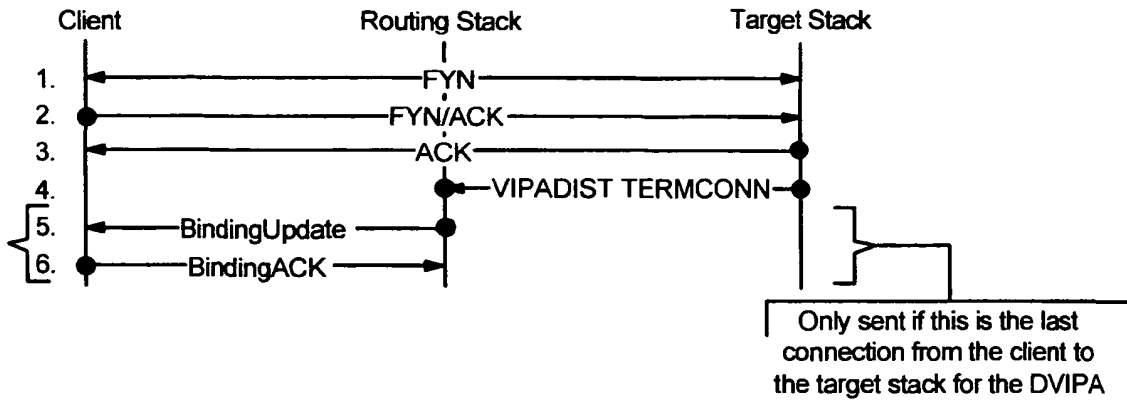 Client Routing Stack Target Stack
1. FYN
2. FYN/ACK
3. ACK
4. VIPADIST TERMCONN
5. BindingUpdate
6. BindingACK
Only sent if this is the last
connection from the client to
the target stack for the DVIPA